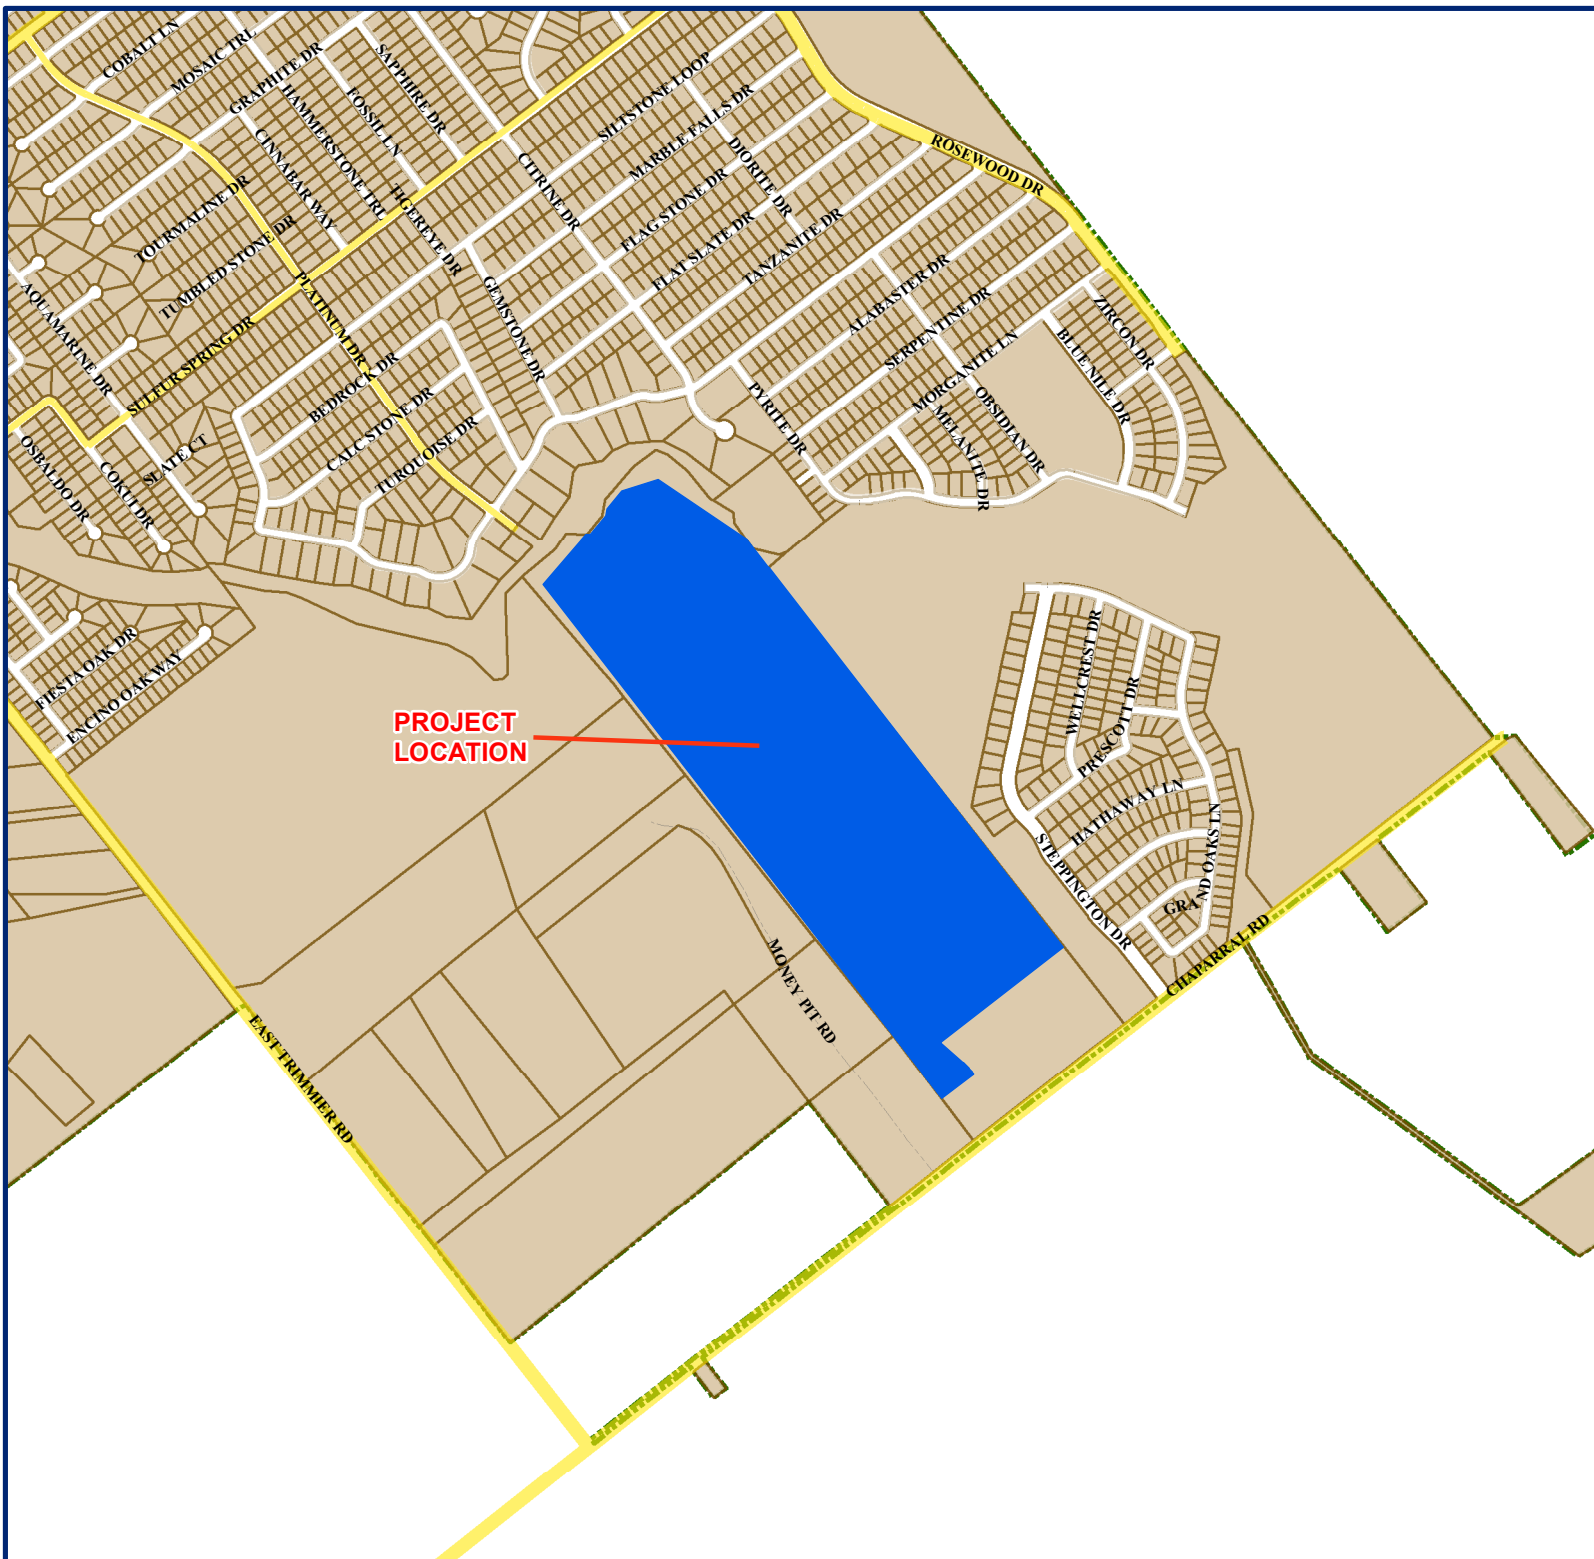 COBALT LN
MOSAIC TRL
GRAPHITE DR
SAPPHIRE DR
FOSSIL LN
HAMMERSTONE TRL
CINNABAR WAY
SILTSTONE LOOP
MARBLE FALLS DR
DIORITE DR
ROSEWOOD DR
CITRINE DR
TIGEREYE DR
FLAG STONE DR
FLAT SLATE DR
TANZANITE DR
TOURMALINE DR
TUMBLED STONE DR
PLATINUM DR
GEMSTONE DR
AQUAMARINE DR
SULFUR SPRING DR
ALABASTER DR
SERPENTINE DR
ZIRCON DR
BLUE NILE DR
MORGANITE LN
BEDROCK DR
CALC STONE DR
TURQUOISE DR
PYRITE DR
MELANITE DR
OBSIDIAN DR
OSBALDO DR
COKUI DR
SLATE CT
FIESTA OAK DR
ENCINO OAK WAY
PROJECT
LOCATION
WELLCREST DR
PRESCOTT DR
HATHAWAY LN
GRAND OAKS LN
GRA
STEPPINGTON DR
CHAPARRAL RD
MONEY PIT RD
EAST TRIMMIER RD